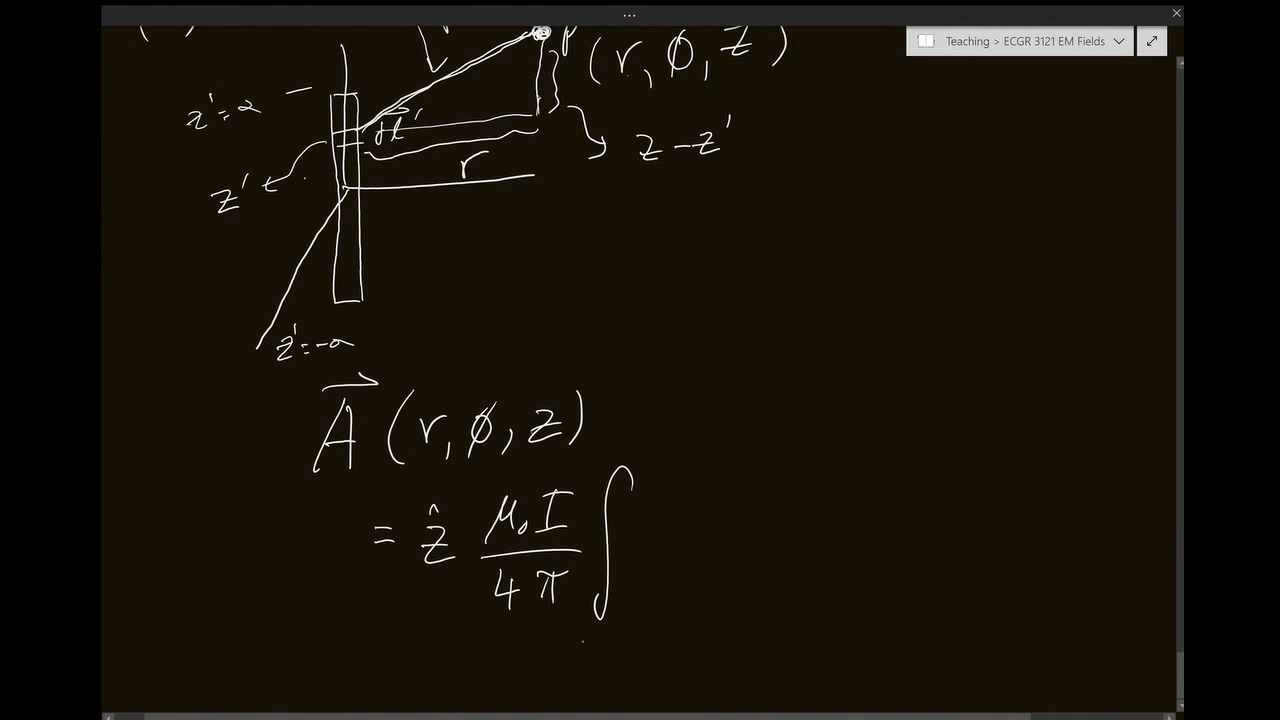 Teaching > ECGR 3121 EM Fields
P (r, ϕ, z)
z'=a
dl'
z - z'
r
z'
z'=-a
A (r, ϕ, z)
= ẑ μ₀I / 4π ∫